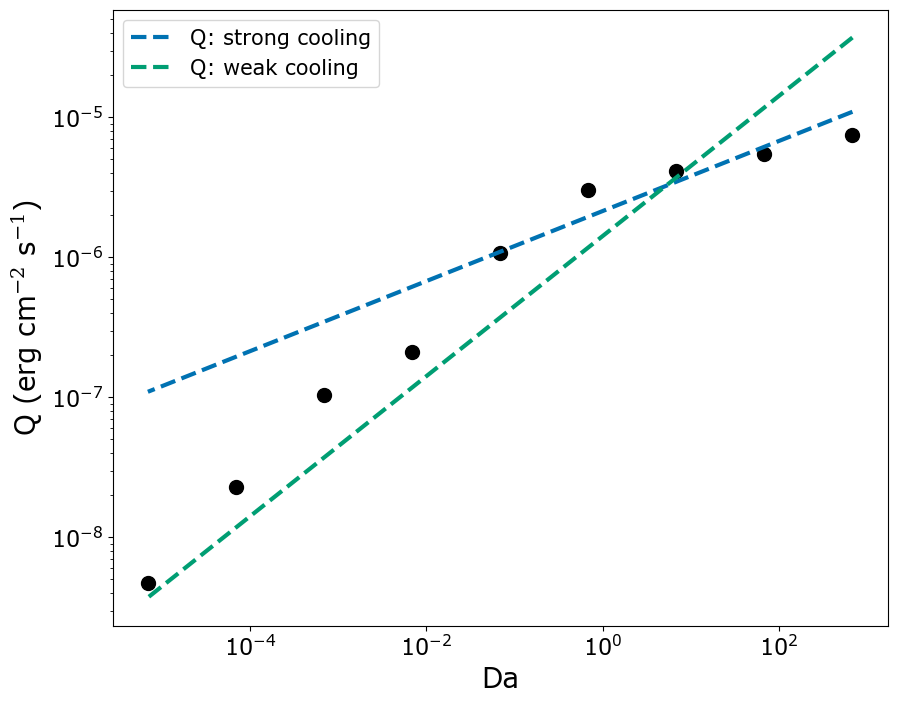 Q: strong cooling
Q: weak cooling
Q (erg cm⁻² s⁻¹)
10⁻⁵
10⁻⁶
10⁻⁷
10⁻⁸
10⁻⁴
10⁻²
10⁰
10²
Da